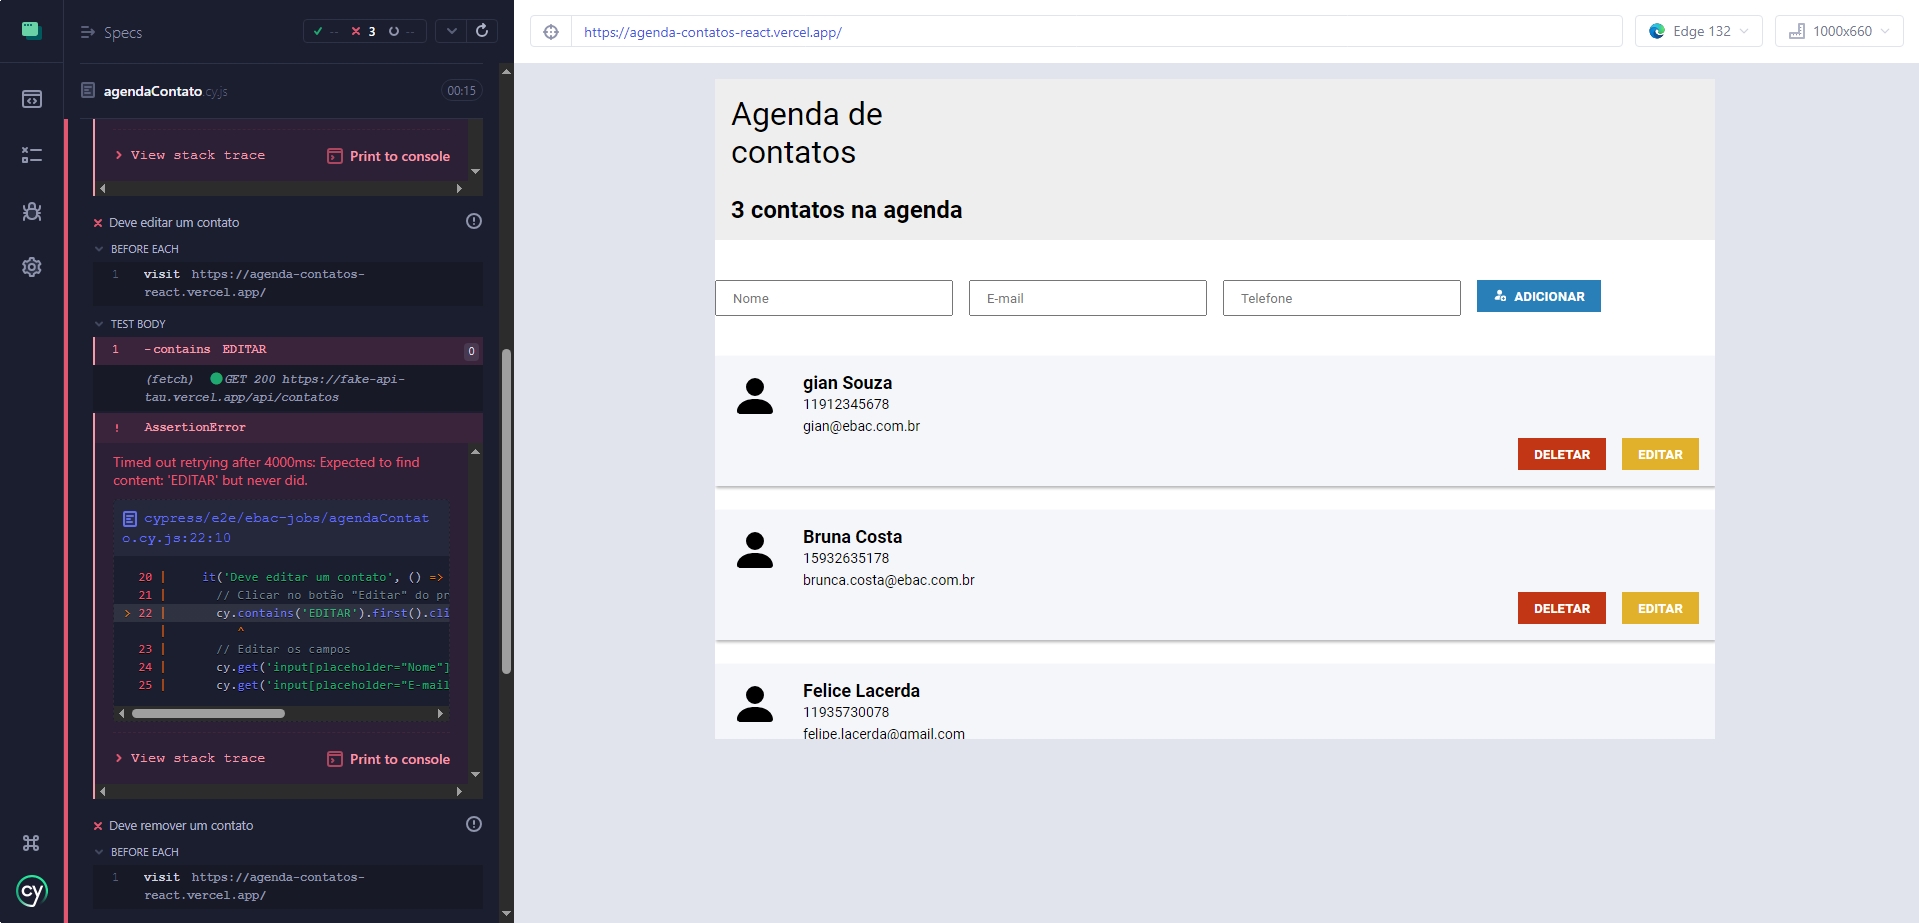 Specs
-- 3 --
agendaContato.cy.js 00:15
View stack trace Print to console
Deve editar um contato
BEFORE EACH
1 visit https://agenda-contatos-
react.vercel.app/
TEST BODY
1 -contains EDITAR 0
(fetch) GET 200 https://fake-api-
tau.vercel.app/api/contatos
! AssertionError
Timed out retrying after 4000ms: Expected to find
content: 'EDITAR' but never did.
cypress/e2e/ebac-jobs/agendaContat
o.cy.js:22:10
20 | it('Deve editar um contato', () =>
21 | // Clicar no botão "Editar" do pr
> 22 | cy.contains('EDITAR').first().cli
| ^
23 | // Editar os campos
24 | cy.get('input[placeholder="Nome"]
25 | cy.get('input[placeholder="E-mail
View stack trace Print to console
Deve remover um contato
BEFORE EACH
1 visit https://agenda-contatos-
react.vercel.app/
cy
https://agenda-contatos-react.vercel.app/
Edge 132
1000x660
Agenda de
contatos
3 contatos na agenda
Nome
E-mail
Telefone
ADICIONAR
gian Souza
11912345678
gian@ebac.com.br
DELETAR EDITAR
Bruna Costa
15932635178
brunca.costa@ebac.com.br
DELETAR EDITAR
Felice Lacerda
11935730078
felipe.lacerda@gmail.com